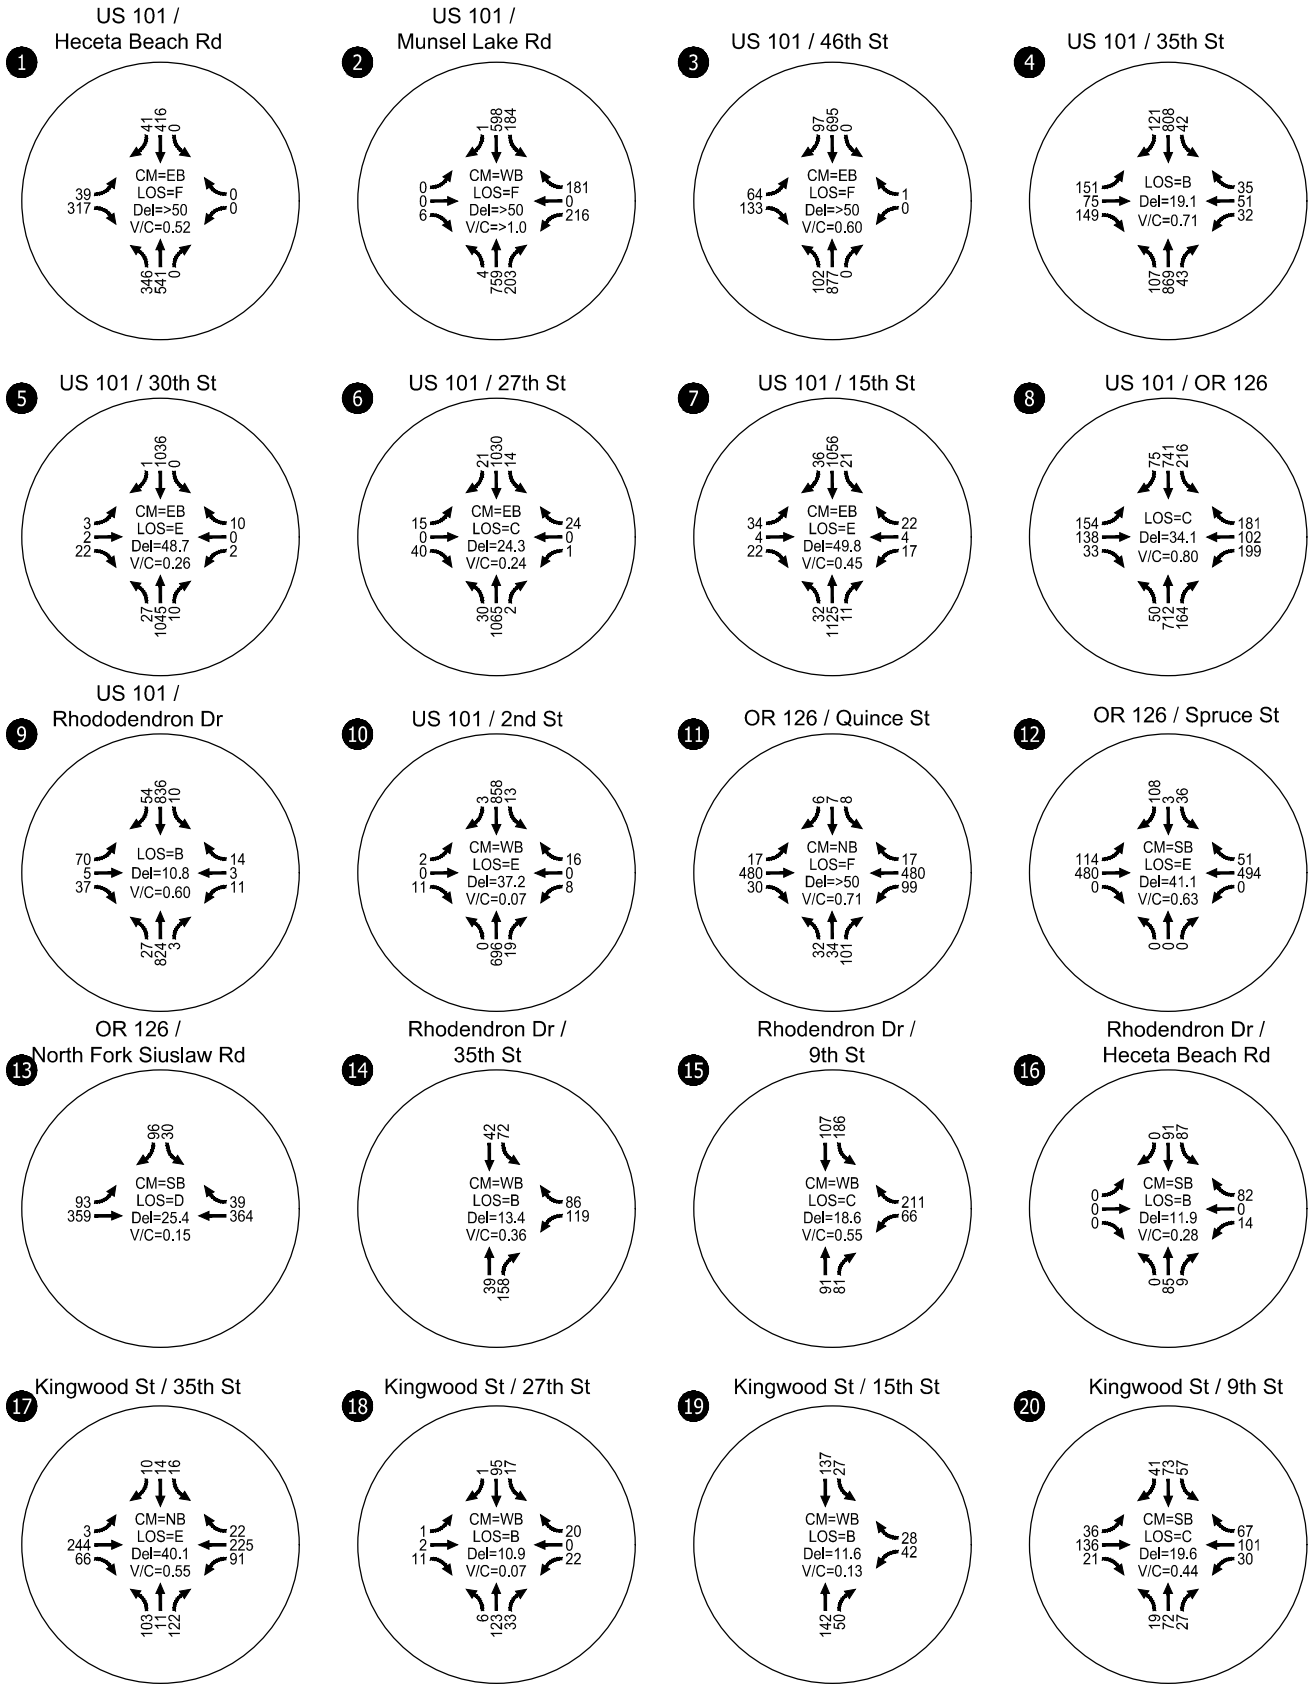 US 101 /
Heceta Beach Rd
1
41 416 0
39
317
CM=EB
LOS=F
Del=>50
V/C=0.52
0
0
346 541 0
US 101 /
Munsel Lake Rd
2
1 598 184
0
0
6
CM=WB
LOS=F
Del=>50
V/C=>1.0
181
0
216
4 759 203
US 101 / 46th St
3
97 695 0
64
133
CM=EB
LOS=F
Del=>50
V/C=0.60
1
0
102 877 0
US 101 / 35th St
4
121 808 42
151
75
149
LOS=B
Del=19.1
V/C=0.71
35
51
32
107 869 43
US 101 / 30th St
5
1 1036 0
3
2
22
CM=EB
LOS=E
Del=48.7
V/C=0.26
10
0
2
27 1045 10
US 101 / 27th St
6
21 1030 14
15
0
40
CM=EB
LOS=C
Del=24.3
V/C=0.24
24
0
1
30 1065 2
US 101 / 15th St
7
36 1056 21
34
4
22
CM=EB
LOS=E
Del=49.8
V/C=0.45
22
4
17
32 1125 11
US 101 / OR 126
8
75 741 216
154
138
33
LOS=C
Del=34.1
V/C=0.80
181
102
199
50 712 164
US 101 /
Rhododendron Dr
9
54 836 10
70
5
37
LOS=B
Del=10.8
V/C=0.60
14
3
11
27 824 3
US 101 / 2nd St
10
3 858 13
2
0
11
CM=WB
LOS=E
Del=37.2
V/C=0.07
16
0
8
0 696 19
OR 126 / Quince St
11
6 7 8
17
480
30
CM=NB
LOS=F
Del=>50
V/C=0.71
17
480
99
32 34 101
OR 126 / Spruce St
12
108 3 36
114
480
0
CM=SB
LOS=E
Del=41.1
V/C=0.63
51
494
0
0 0 0
OR 126 /
North Fork Siuslaw Rd
13
96 30
93
359
CM=SB
LOS=D
Del=25.4
V/C=0.15
39
364
Rhodendron Dr /
35th St
14
42 72
CM=WB
LOS=B
Del=13.4
V/C=0.36
86
119
39 158
Rhodendron Dr /
9th St
15
107 186
CM=WB
LOS=C
Del=18.6
V/C=0.55
211
66
91 81
Rhodendron Dr /
Heceta Beach Rd
16
0 91 87
0
0
0
CM=SB
LOS=B
Del=11.9
V/C=0.28
82
0
14
0 85 9
Kingwood St / 35th St
17
10 14 16
3
244
66
CM=NB
LOS=E
Del=40.1
V/C=0.55
22
225
91
103 11 122
Kingwood St / 27th St
18
1 95 17
1
2
11
CM=WB
LOS=B
Del=10.9
V/C=0.07
20
0
22
6 123 33
Kingwood St / 15th St
19
137 27
CM=WB
LOS=B
Del=11.6
V/C=0.13
28
42
142 50
Kingwood St / 9th St
20
41 73 57
36
136
21
CM=SB
LOS=C
Del=19.6
V/C=0.44
67
101
30
19 72 27